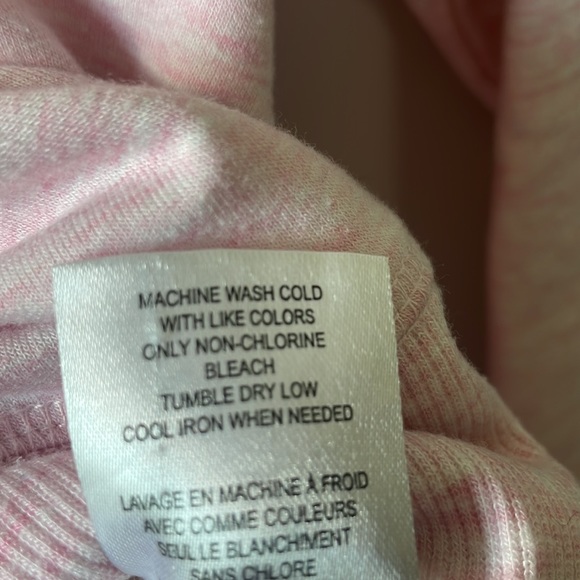 MACHINE WASH COLD
WITH LIKE COLORS
ONLY NON-CHLORINE
BLEACH
TUMBLE DRY LOW
COOL IRON WHEN NEEDED
LAVAGE EN MACHINE À FROID
AVEC COMME COULEURS
SEUL LE BLANCHIMENT
SANS CHLORE